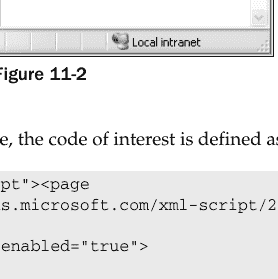 Local intranet
Figure 11-2
e, the code of interest is defined as
pt"><page
s.microsoft.com/xml-script/2
enabled="true">